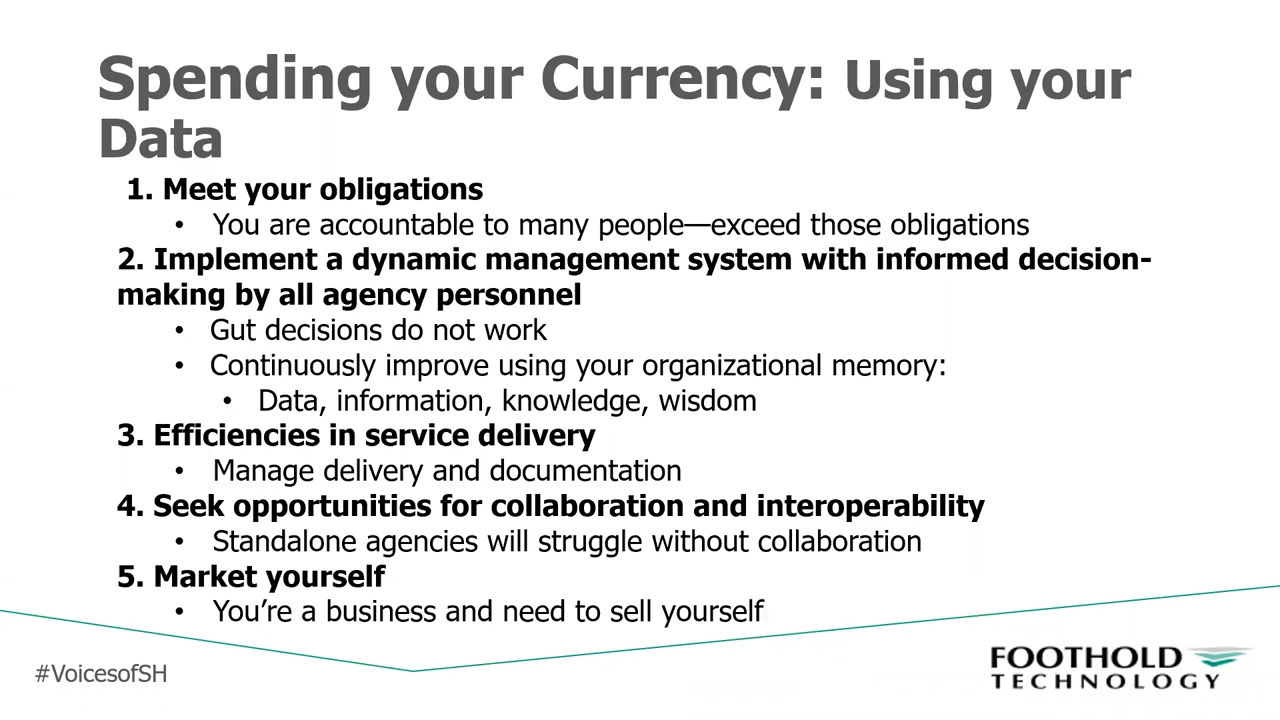 Spending your Currency: Using your
Data
1. Meet your obligations
• You are accountable to many people—exceed those obligations
2. Implement a dynamic management system with informed decision-
making by all agency personnel
• Gut decisions do not work
• Continuously improve using your organizational memory:
• Data, information, knowledge, wisdom
3. Efficiencies in service delivery
• Manage delivery and documentation
4. Seek opportunities for collaboration and interoperability
• Standalone agencies will struggle without collaboration
5. Market yourself
• You’re a business and need to sell yourself
#VoicesofSH
FOOTHOLD
TECHNOLOGY